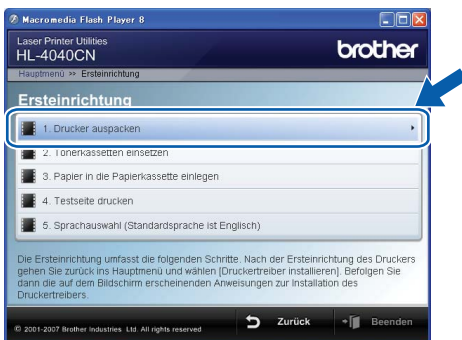 Macromedia Flash Player 8
Laser Printer Utilities
HL-4040CN
brother
Hauptmenü >> Ersteinrichtung
Ersteinrichtung
1. Drucker auspacken
2. Tonerkassetten einsetzen
3. Papier in die Papierkassette einlegen
4. Testseite drucken
5. Sprachauswahl (Standardsprache ist Englisch)
Die Ersteinrichtung umfasst die folgenden Schritte. Nach der Ersteinrichtung des Druckers
gehen Sie zurück ins Hauptmenü und wählen [Druckertreiber installieren]. Befolgen Sie
dann die auf dem Bildschirm erscheinenden Anweisungen zur Installation des
Druckertreibers.
© 2001-2007 Brother Industries Ltd. All rights reserved
Zurück
Beenden